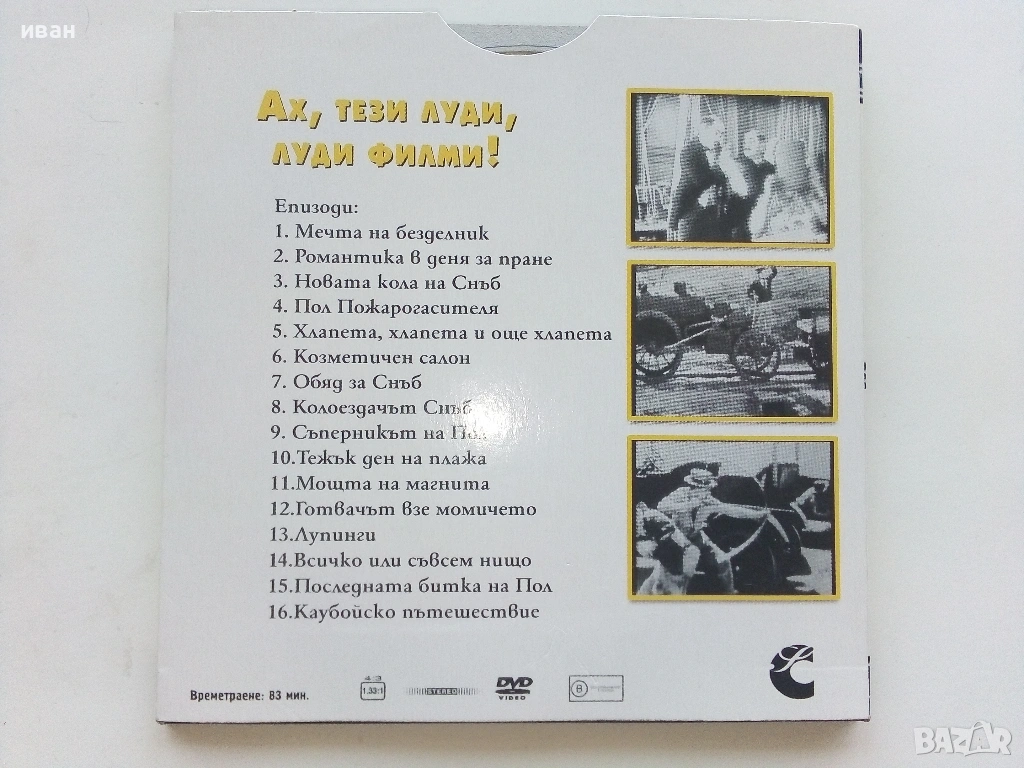 иван
Ах, тези луди,
луди филми!
Епизоди:
1. Мечта на безделник
2. Романтика в деня за пране
3. Новата кола на Снъб
4. Пол Пожарогасителя
5. Хлапета, хлапета и още хлапета
6. Козметичен салон
7. Обяд за Снъб
8. Колоездачът Снъб
9. Съперникът на Пол
10.Тежък ден на плажа
11.Мощта на магнита
12.Готвачът взе момичето
13.Лупинги
14.Всичко или съвсем нищо
15.Последната битка на Пол
16.Каубойско пътешествие
Времетраене: 83 мин.
4:3
1.33:1
STEREO
DVD
VIDEO
B
BAZAR